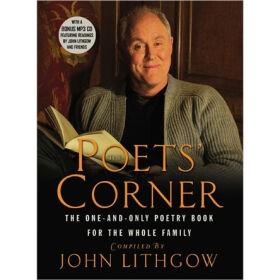 WITH A
BONUS MP3 CD
FEATURING READINGS
BY JOHN LITHGOW
AND FRIENDS
POETS'
CORNER
THE ONE-AND-ONLY POETRY BOOK
FOR THE WHOLE FAMILY
COMPILED BY
JOHN LITHGOW